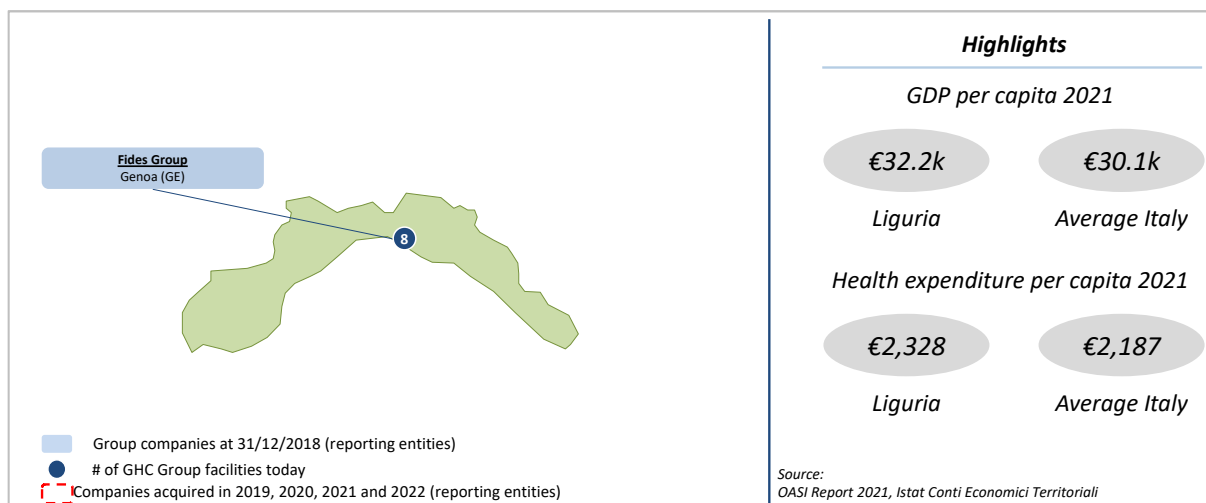 Fides Group
Genoa (GE)
8
Group companies at 31/12/2018 (reporting entities)
# of GHC Group facilities today
Companies acquired in 2019, 2020, 2021 and 2022 (reporting entities)
Highlights
GDP per capita 2021
€32.2k €30.1k
Liguria Average Italy
Health expenditure per capita 2021
€2,328 €2,187
Liguria Average Italy
Source:
OASI Report 2021, Istat Conti Economici Territoriali